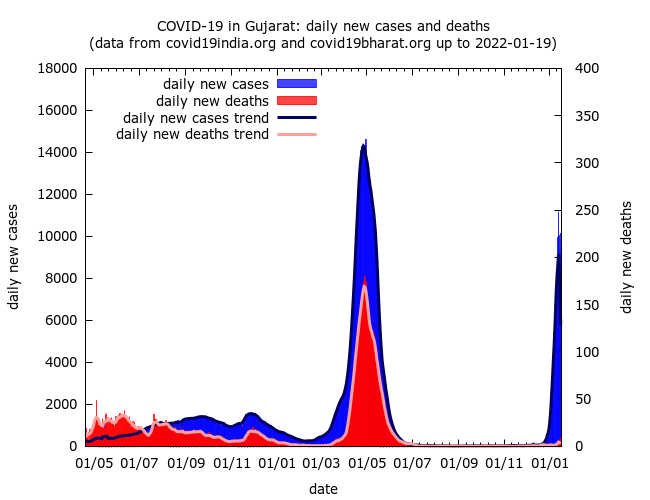 COVID-19 in Gujarat: daily new cases and deaths
(data from covid19india.org and covid19bharat.org up to 2022-01-19)
daily new cases
daily new deaths
daily new cases trend
daily new deaths trend
18000
16000
14000
12000
10000
8000
6000
4000
2000
0
daily new cases
400
350
300
250
200
150
100
50
0
daily new deaths
01/05 01/07 01/09 01/11 01/01 01/03 01/05 01/07 01/09 01/11 01/01
date